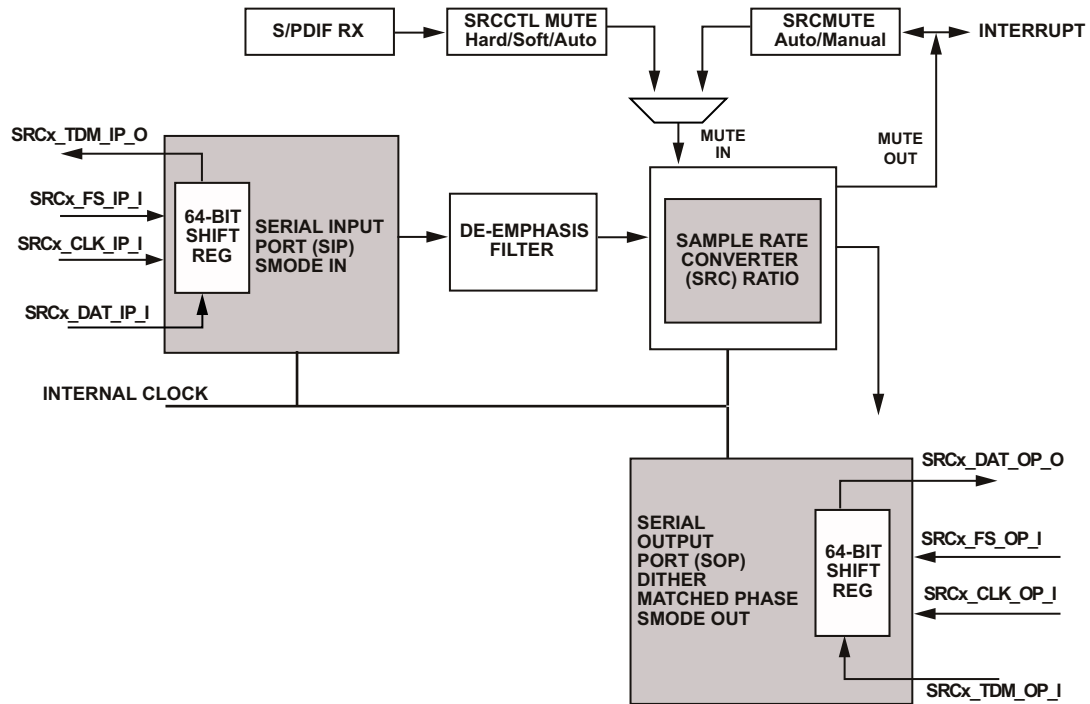 S/PDIF RX
SRCCTL MUTE
Hard/Soft/Auto
SRCMUTE
Auto/Manual
INTERRUPT
MUTE
IN
MUTE
OUT
SRCx_TDM_IP_O
SRCx_FS_IP_I
SRCx_CLK_IP_I
SRCx_DAT_IP_I
64-BIT
SHIFT
REG
SERIAL INPUT
PORT (SIP)
SMODE IN
DE-EMPHASIS
FILTER
SAMPLE RATE
CONVERTER
(SRC) RATIO
INTERNAL CLOCK
SERIAL
OUTPUT
PORT (SOP)
DITHER
MATCHED PHASE
SMODE OUT
64-BIT
SHIFT
REG
SRCx_DAT_OP_O
SRCx_FS_OP_I
SRCx_CLK_OP_I
SRCx_TDM_OP_I